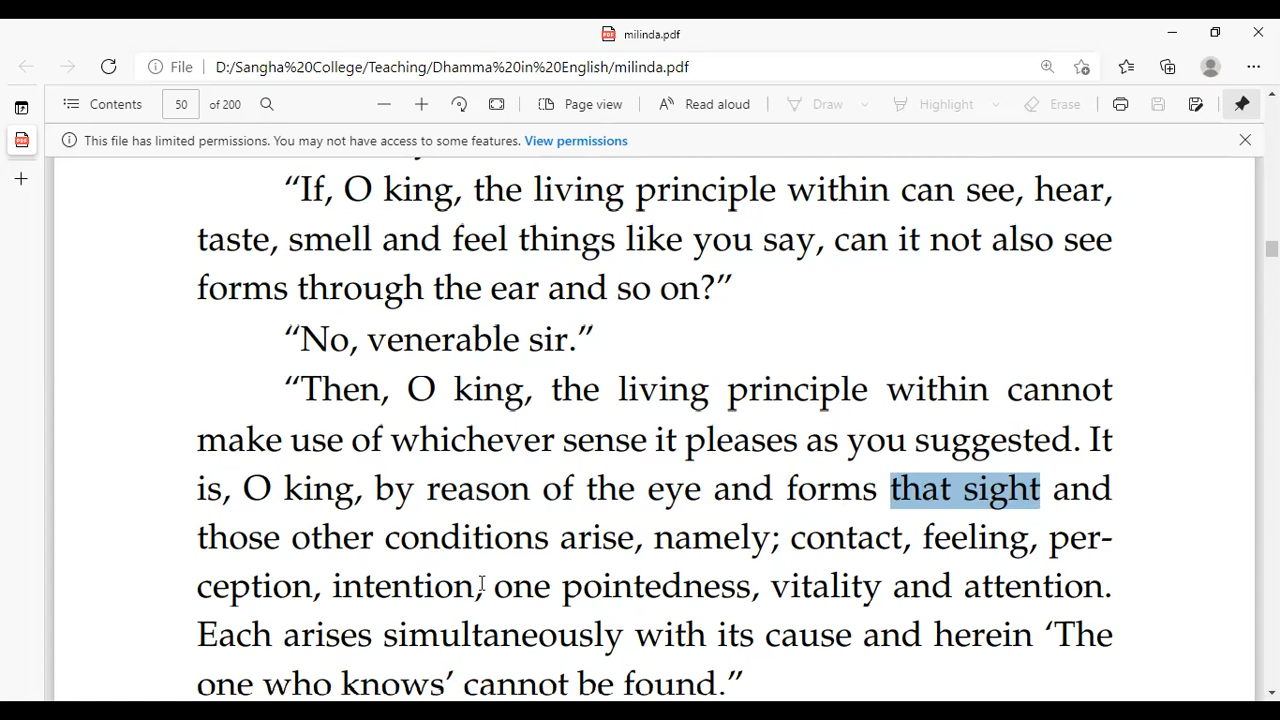 milinda.pdf
File D:/Sangha%20College/Teaching/Dhamma%20in%20English/milinda.pdf
Contents 50 of 200 Page view Read aloud Draw Highlight Erase
This file has limited permissions. You may not have access to some features. View permissions
“If, O king, the living principle within can see, hear,
taste, smell and feel things like you say, can it not also see
forms through the ear and so on?”
“No, venerable sir.”
“Then, O king, the living principle within cannot
make use of whichever sense it pleases as you suggested. It
is, O king, by reason of the eye and forms that sight and
those other conditions arise, namely; contact, feeling, per-
ception, intention, one pointedness, vitality and attention.
Each arises simultaneously with its cause and herein ‘The
one who knows’ cannot be found.”